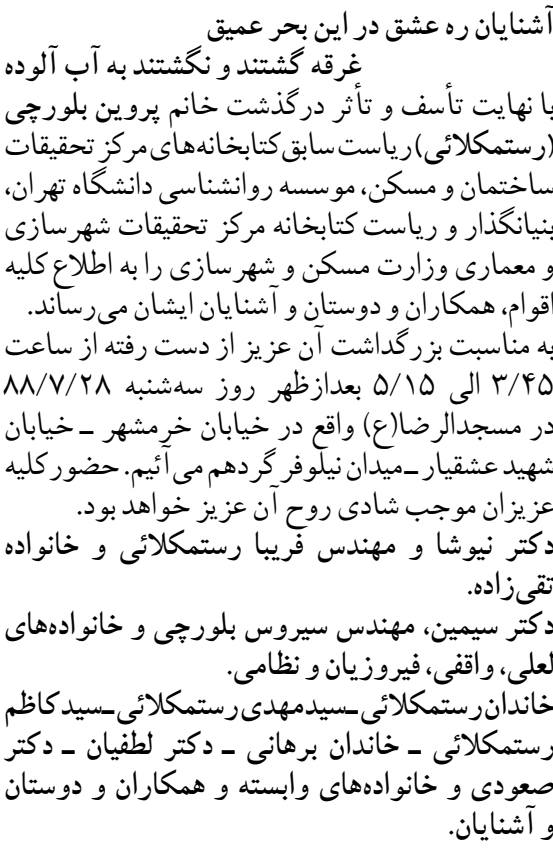 آشنایان ره عشق در این بحر عمیق
غرقه گشتند و نگشتند به آب آلوده
با نهایت تأسف و تأثر درگذشت خانم پروین بلورچی
(رستمکلائی) ریاست سابق کتابخانه‌های مرکز تحقیقات
ساختمان و مسکن، موسسه روانشناسی دانشگاه تهران،
بنیانگذار و ریاست کتابخانه مرکز تحقیقات شهرسازی
و معماری وزارت مسکن و شهرسازی را به اطلاع کلیه
اقوام، همکاران و دوستان و آشنایان ایشان می‌رساند.
به مناسبت بزرگداشت آن عزیز از دست رفته از ساعت
۳/۴۵ الی ۵/۱۵ بعدازظهر روز سه‌شنبه ۸۸/۷/۲۸
در مسجدالرضا(ع) واقع در خیابان خرمشهر ـ خیابان
شهید عشقیار ـ میدان نیلوفر گردهم می‌آئیم. حضور کلیه
عزیزان موجب شادی روح آن عزیز خواهد بود.
دکتر نیوشا و مهندس فریبا رستمکلائی و خانواده
تقی‌زاده.
دکتر سیمین، مهندس سیروس بلورچی و خانواده‌های
لعلی، واقفی، فیروزیان و نظامی.
خاندان رستمکلائی ـ سیدمهدی رستمکلائی ـ سیدکاظم
رستمکلائی ـ خاندان برهانی ـ دکتر لطفیان ـ دکتر
صعودی و خانواده‌های وابسته و همکاران و دوستان
و آشنایان.